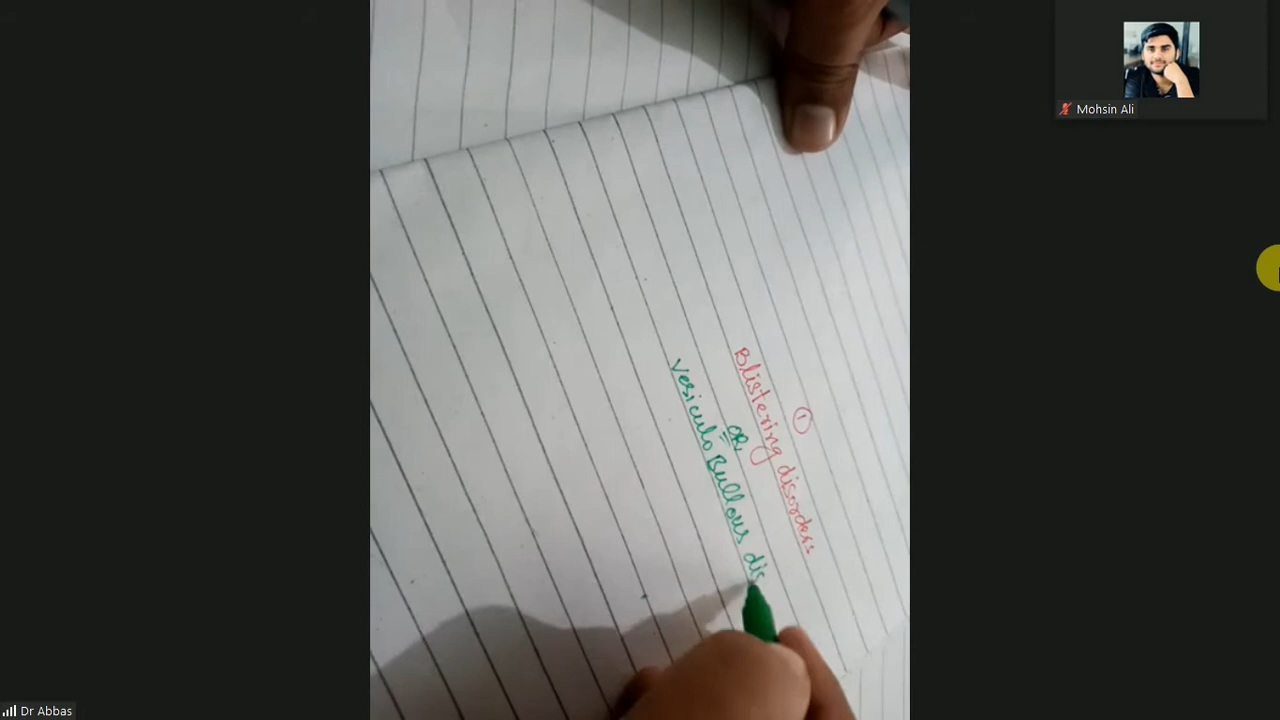 ①
Blistering disorders
OR
Vesiculo Bullous dis
Mohsin Ali
Dr Abbas